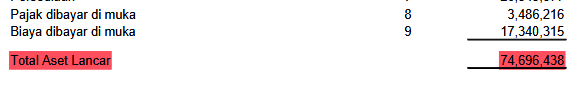 Pajak dibayar di muka 8 3,486,216
Biaya dibayar di muka 9 17,340,315
Total Aset Lancar 74,696,438